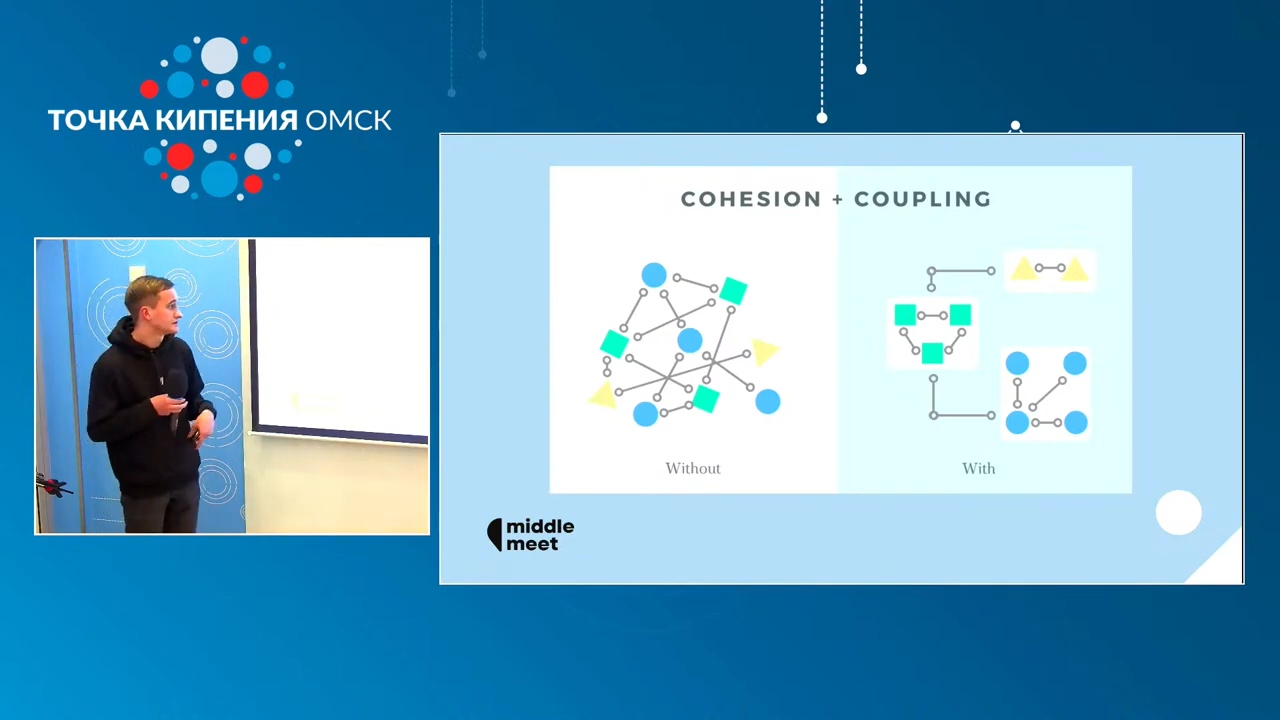 ТОЧКА КИПЕНИЯ ОМСК
COHESION + COUPLING
Without
With
middle
meet